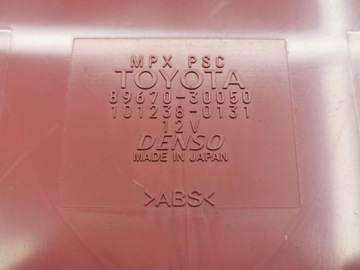 MPX PSC
TOYOTA
89670-30050
101238-0131
12V
DENSO
MADE IN JAPAN
>ABS<